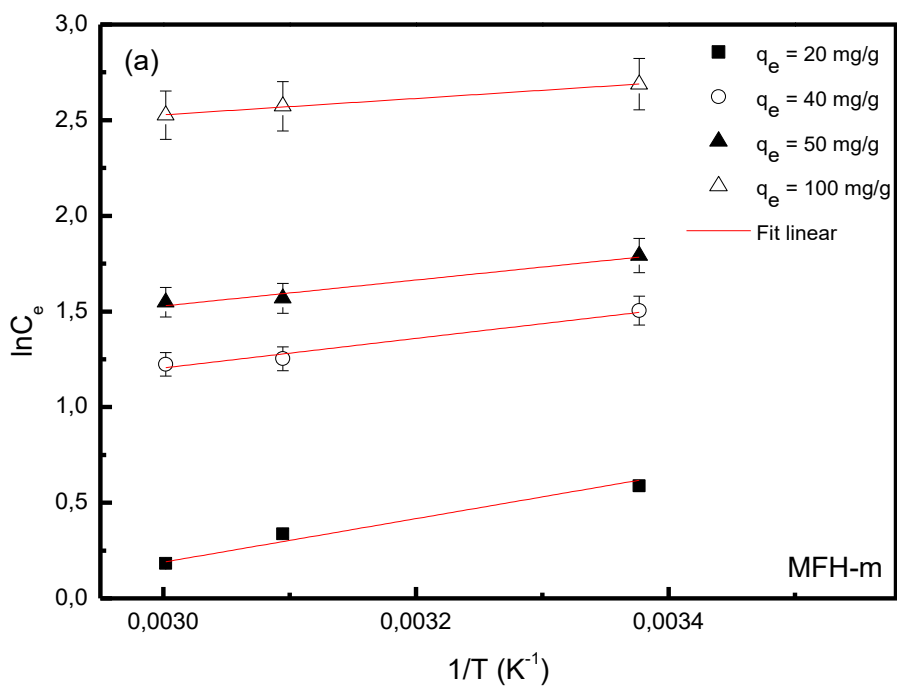 (a)
q_e = 20 mg/g
q_e = 40 mg/g
q_e = 50 mg/g
q_e = 100 mg/g
Fit linear
3,0
2,5
2,0
1,5
1,0
0,5
0,0
lnC_e
MFH-m
0,0030
0,0032
0,0034
1/T (K⁻¹)